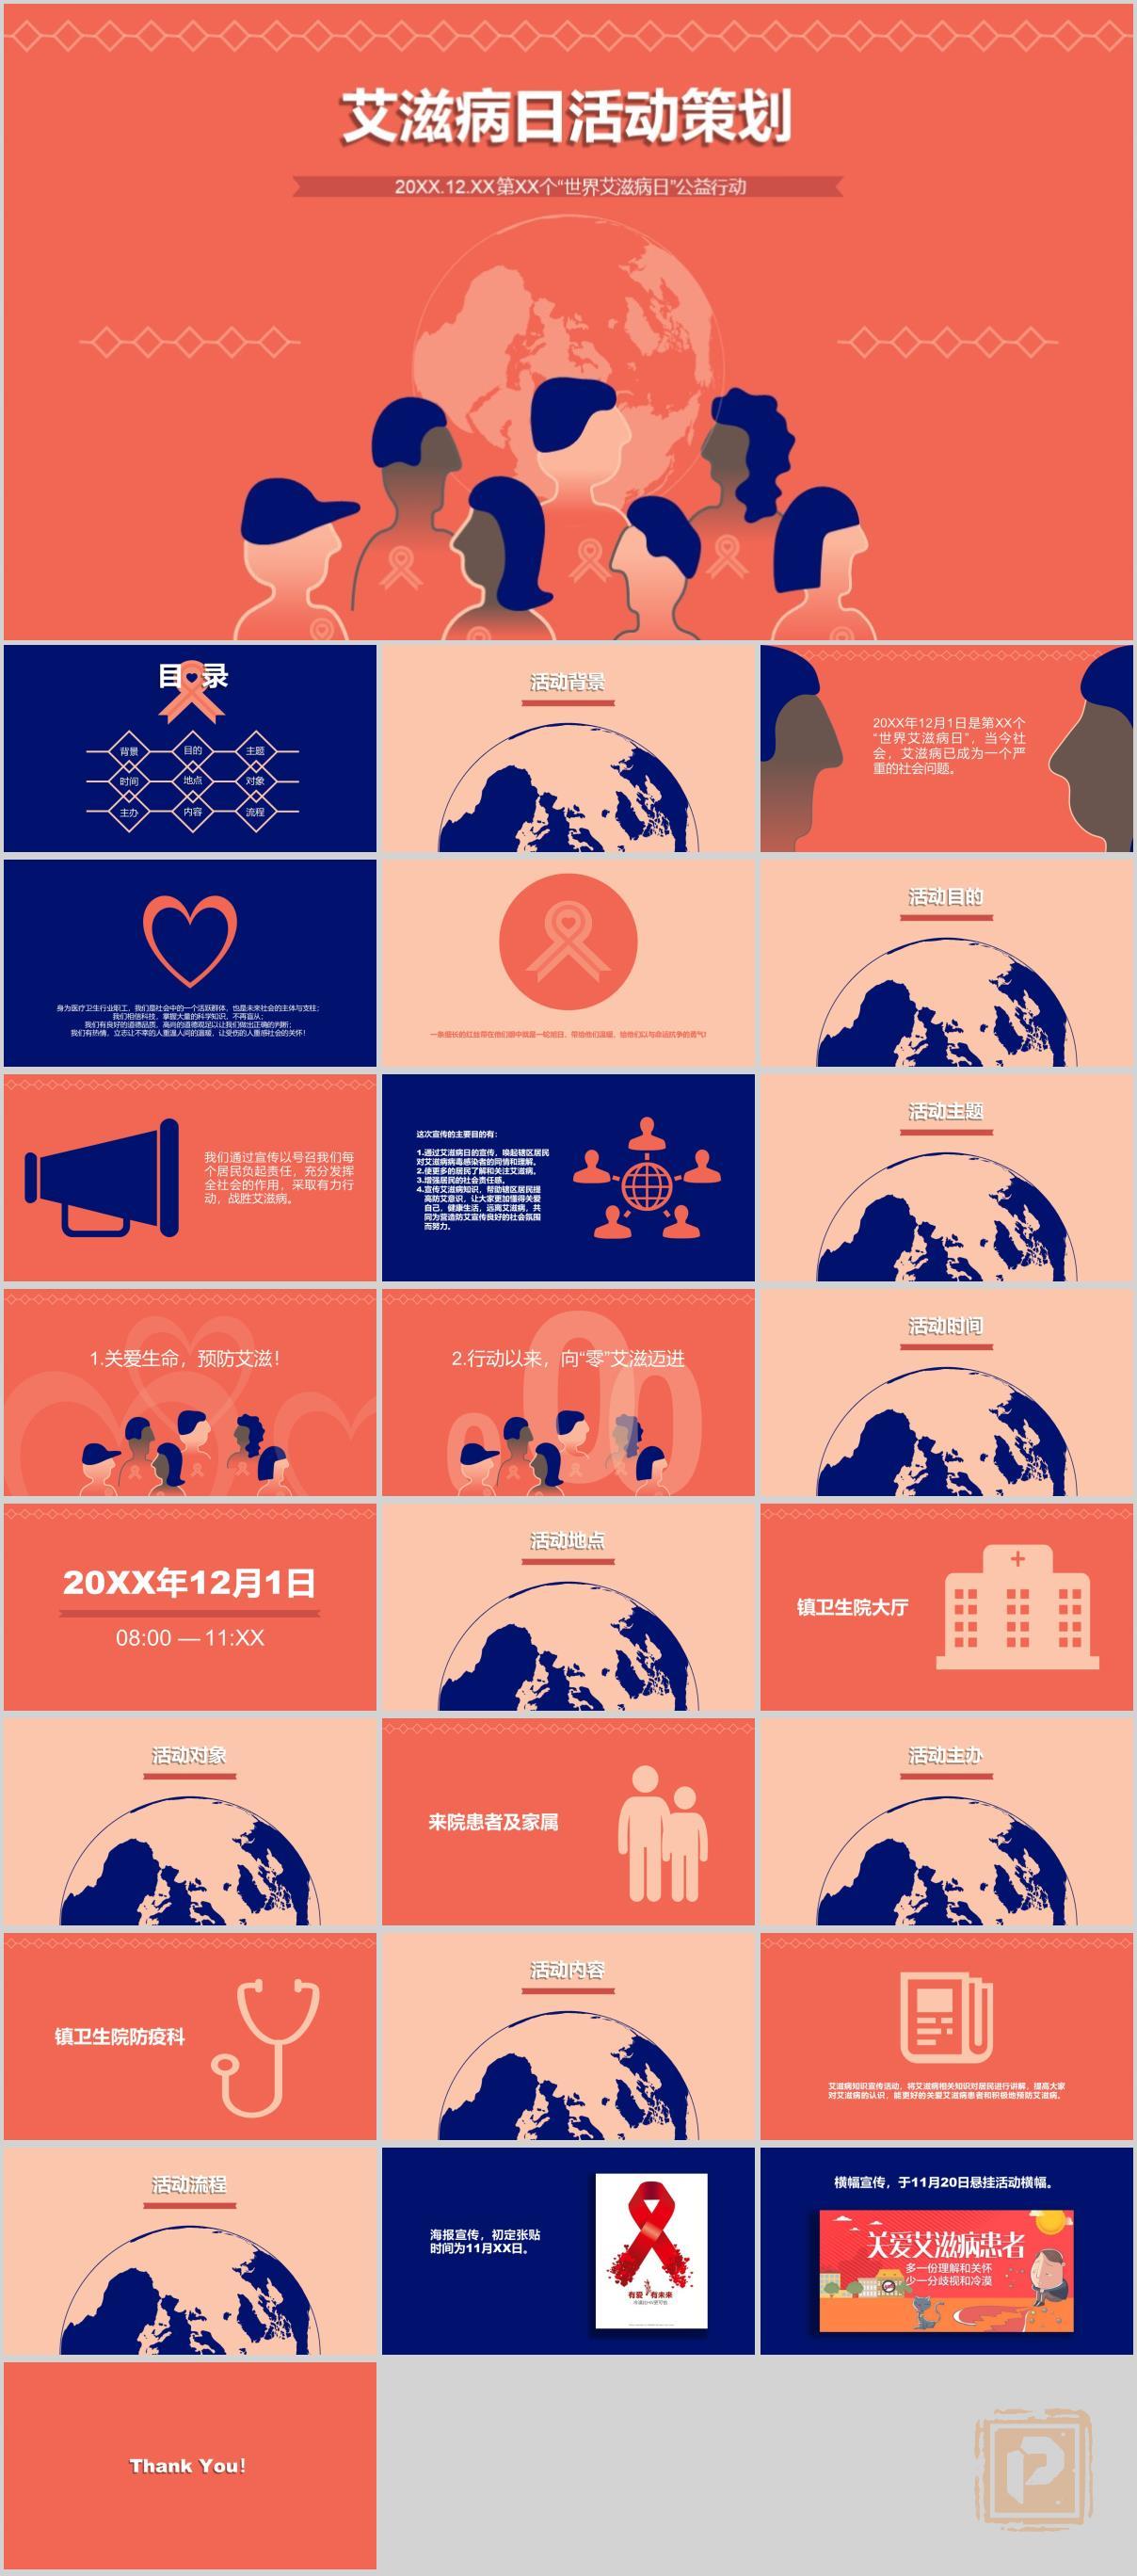 艾滋病日活动策划
20XX.12.XX第XX个“世界艾滋病日”公益行动
目录
背景
目的
主题
时间
地点
对象
主办
内容
流程
活动背景
20XX年12月1日是第XX个
“世界艾滋病日”，当今社
会，艾滋病已成为一个严
重的社会问题。
身为医疗卫生行业职工，我们是社会中的一个活跃群体，也是未来社会的主体与支柱；
我们相信科技，掌握大量的科学知识，不再盲从；
我们有良好的道德品质，高尚的道德观足以让我们做出正确的判断；
我们有热情，立志让不幸的人重温人间的温暖，让受伤的人重感社会的关怀！
一条细长的红丝带在他们眼中就是一轮旭日，带给他们温暖，给他们以与命运抗争的勇气！
活动目的
我们通过宣传以号召我们每
个居民负起责任，充分发挥
全社会的作用，采取有力行
动，战胜艾滋病。
这次宣传的主要目的有：
1.通过艾滋病日的宣传，唤起辖区居民
对艾滋病病毒感染者的同情和理解。
2.使更多的居民了解和关注艾滋病。
3.增强居民的社会责任感。
4.宣传艾滋病知识，帮助辖区居民提
高防艾意识，让大家更加懂得关爱
自己，健康生活，远离艾滋病，共
同为营造防艾宣传良好的社会氛围
而努力。
活动主题
1.关爱生命，预防艾滋！
2.行动以来，向“零”艾滋迈进
活动时间
20XX年12月1日
08:00 — 11:XX
活动地点
镇卫生院大厅
活动对象
来院患者及家属
活动主办
镇卫生院防疫科
活动内容
艾滋病知识宣传活动，将艾滋病相关知识对居民进行讲解，提高大家
对艾滋病的认识，能更好的关爱艾滋病患者和积极地预防艾滋病。
活动流程
海报宣传，初定张贴
时间为11月XX日。
有爱 有未来
横幅宣传，于11月20日悬挂活动横幅。
关爱艾滋病患者
多一份理解和关怀
少一分歧视和冷漠
Thank You!